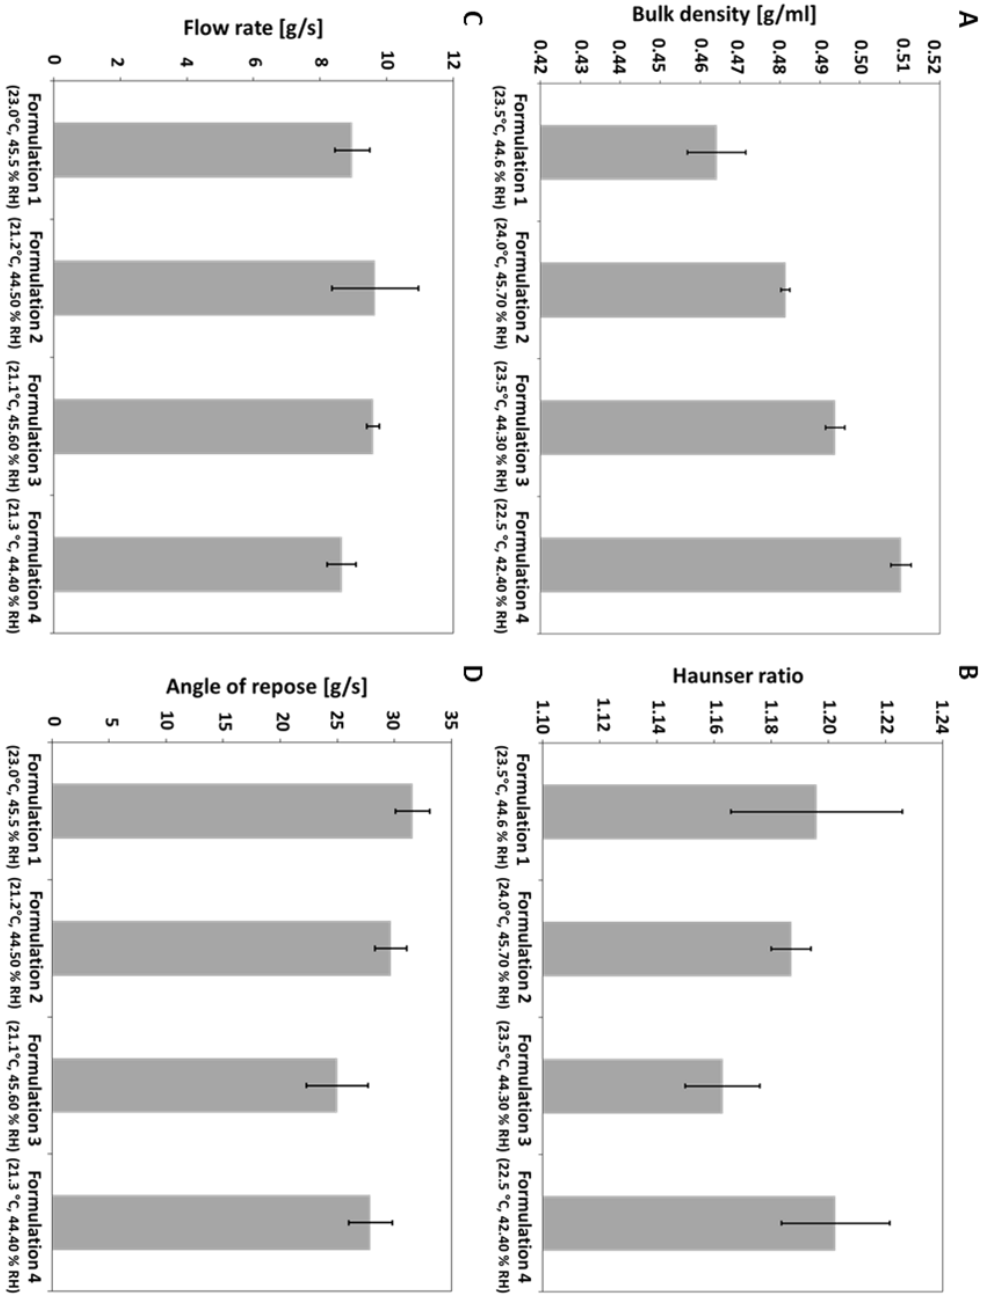 A
Bulk density [g/ml]
0.52
0.51
0.50
0.49
0.48
0.47
0.46
0.45
0.44
0.43
0.42
Formulation 1 Formulation 2 Formulation 3 Formulation 4
(23.5°C, 44.6 % RH) (24.0°C, 45.70 % RH) (23.5°C, 44.30 % RH) (22.5 °C, 42.40 % RH)
B
Haunser ratio
1.24
1.22
1.20
1.18
1.16
1.14
1.12
1.10
Formulation 1 Formulation 2 Formulation 3 Formulation 4
(23.5°C, 44.6 % RH) (24.0°C, 45.70 % RH) (23.5°C, 44.30 % RH) (22.5 °C, 42.40 % RH)
C
Flow rate [g/s]
12
10
8
6
4
2
0
Formulation 1 Formulation 2 Formulation 3 Formulation 4
(23.0°C, 45.5 % RH) (21.2°C, 44.50 % RH) (21.1°C, 45.60 % RH) (21.3 °C, 44.40 % RH)
D
Angle of repose [g/s]
35
30
25
20
15
10
5
0
Formulation 1 Formulation 2 Formulation 3 Formulation 4
(23.0°C, 45.5 % RH) (21.2°C, 44.50 % RH) (21.1°C, 45.60 % RH) (21.3 °C, 44.40 % RH)